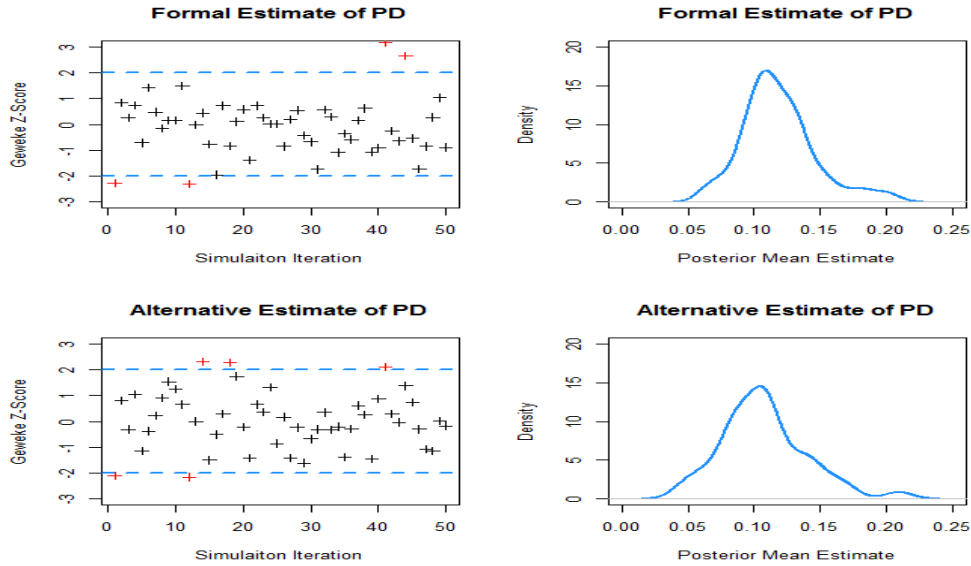 Formal Estimate of PD
Geweke Z-Score
3
2
1
0
-1
-2
-3
0 10 20 30 40 50
Simulaiton Iteration
Formal Estimate of PD
Density
20
15
10
5
0
0.00 0.05 0.10 0.15 0.20 0.25
Posterior Mean Estimate
Alternative Estimate of PD
Geweke Z-Score
3
2
1
0
-1
-2
-3
0 10 20 30 40 50
Simulaiton Iteration
Alternative Estimate of PD
Density
20
15
10
5
0
0.00 0.05 0.10 0.15 0.20 0.25
Posterior Mean Estimate